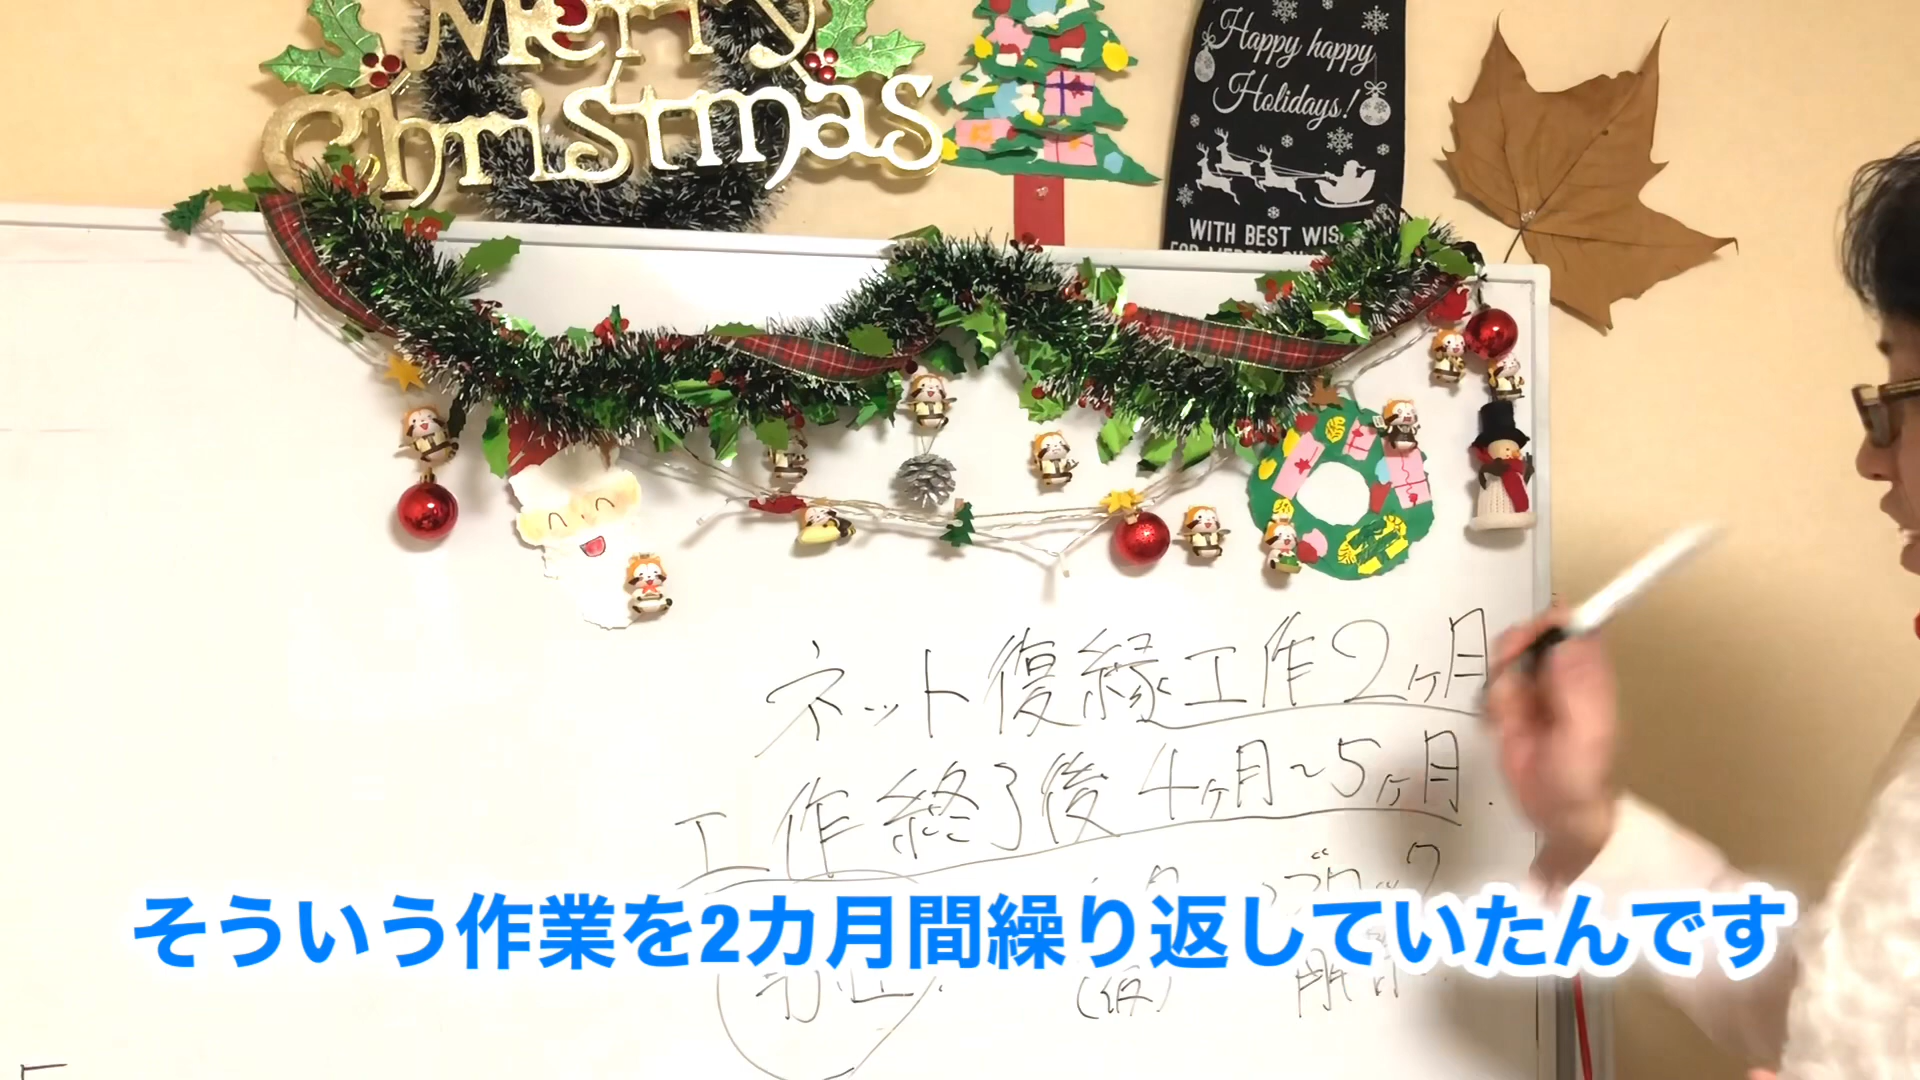 Merry
Christmas
Happy happy
Holidays!
WITH BEST WIS
ネット復縁工作2ヶ月
工作終了後4ヶ月~5ヶ月.
そういう作業を2カ月間繰り返していたんです
(仮)